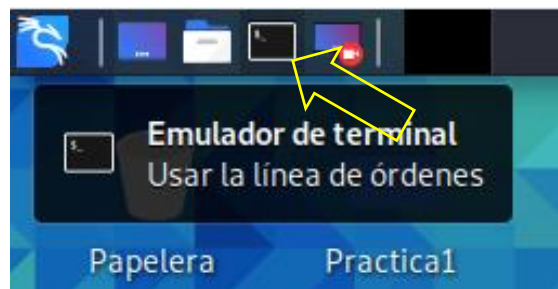 $_
Emulador de terminal
$_
Usar la línea de órdenes
Papelera Practica1